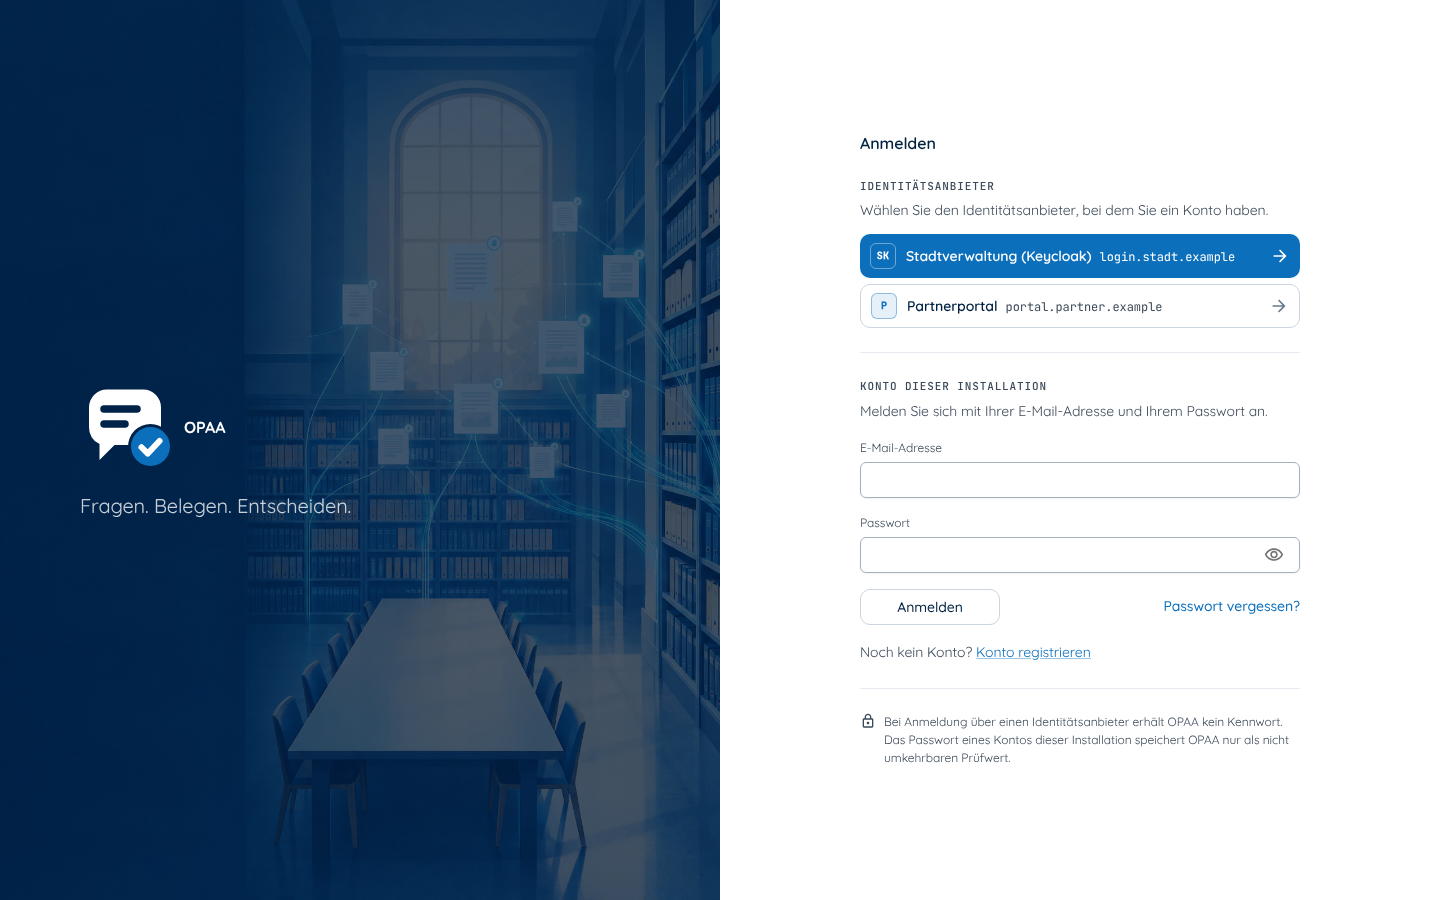 OPAA
Fragen. Belegen. Entscheiden.
Anmelden
IDENTITÄTSANBIETER
Wählen Sie den Identitätsanbieter, bei dem Sie ein Konto haben.
SK Stadtverwaltung (Keycloak) login.stadt.example
P Partnerportal portal.partner.example
KONTO DIESER INSTALLATION
Melden Sie sich mit Ihrer E-Mail-Adresse und Ihrem Passwort an.
E-Mail-Adresse
Passwort
Anmelden Passwort vergessen?
Noch kein Konto? Konto registrieren
Bei Anmeldung über einen Identitätsanbieter erhält OPAA kein Kennwort.
Das Passwort eines Kontos dieser Installation speichert OPAA nur als nicht
umkehrbaren Prüfwert.